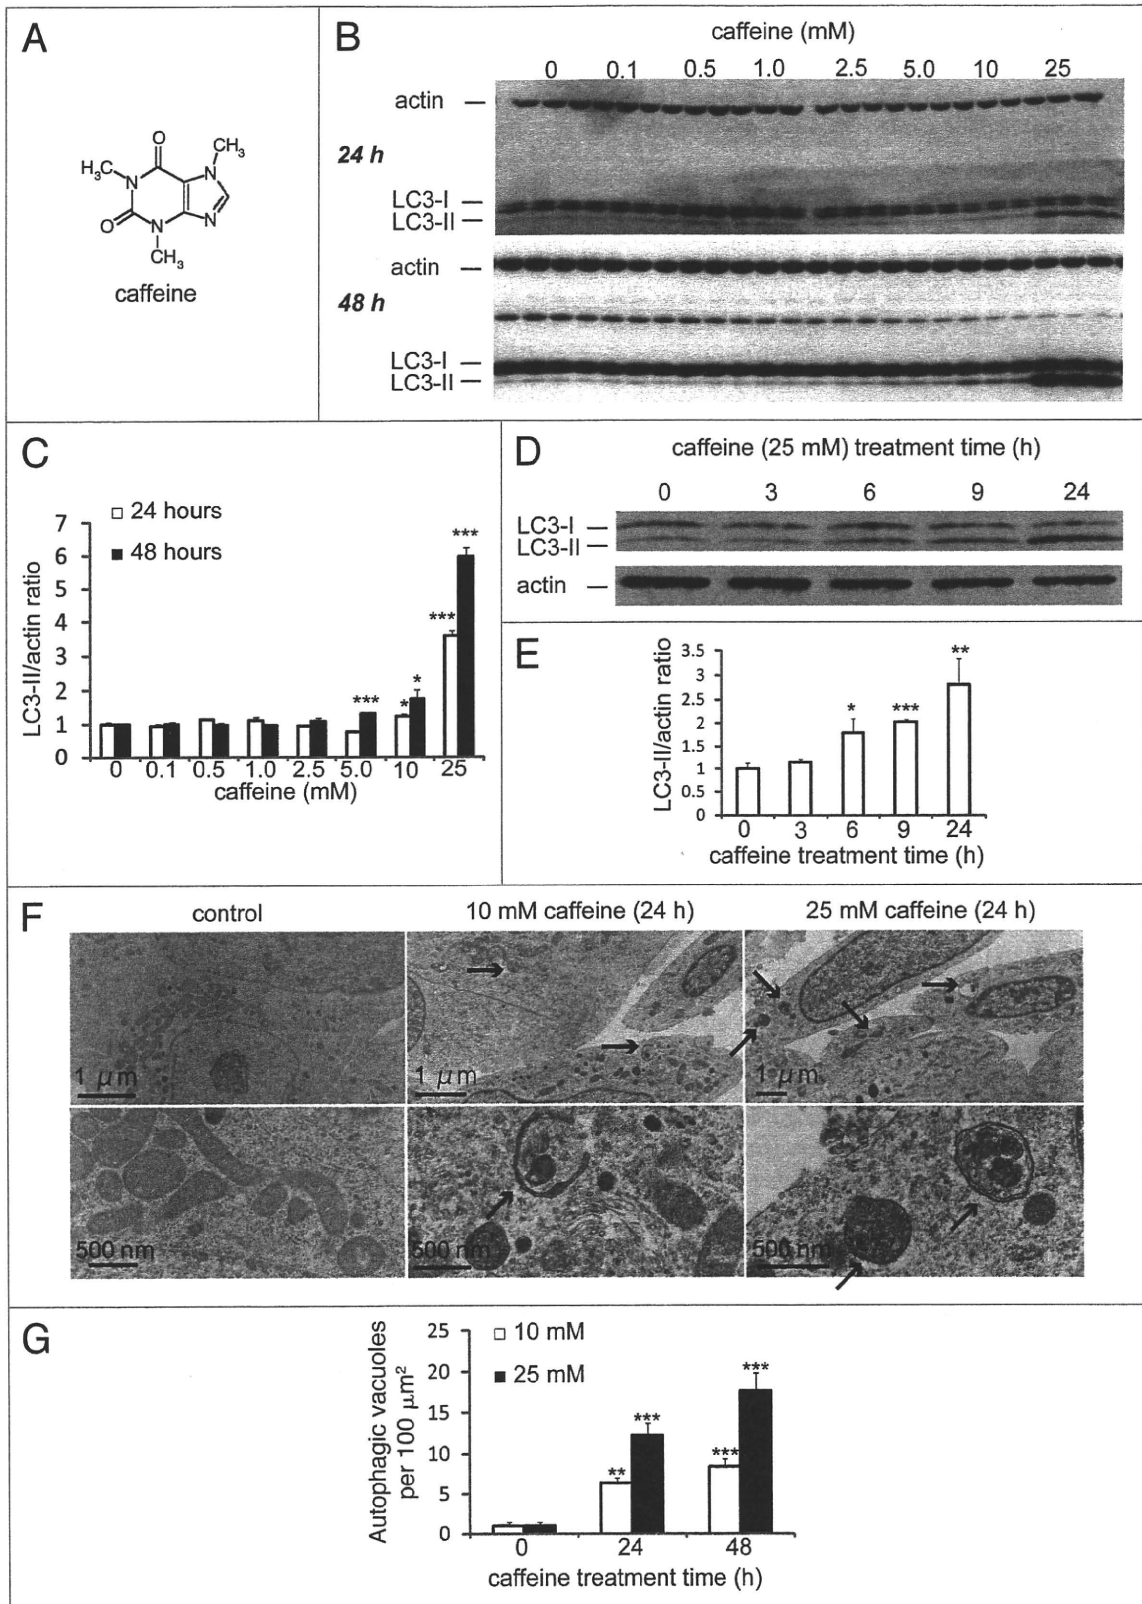 A
O
CH₃
H₃C
N
N
O
N
N
CH₃
caffeine
B
caffeine (mM)
0 0.1 0.5 1.0 2.5 5.0 10 25
actin
24 h
LC3-I
LC3-II
actin
48 h
LC3-I
LC3-II
C
24 hours
48 hours
LC3-II/actin ratio
7
6
5
4
3
2
1
0
***
***
***
*
*
0 0.1 0.5 1.0 2.5 5.0 10 25
caffeine (mM)
D
caffeine (25 mM) treatment time (h)
0 3 6 9 24
LC3-I
LC3-II
actin
E
LC3-II/actin ratio
3.5
3
2.5
2
1.5
1
0.5
0
*
***
**
0 3 6 9 24
caffeine treatment time (h)
F
control
10 mM caffeine (24 h)
25 mM caffeine (24 h)
1 μm
1 μm
1 μm
500 nm
500 nm
500 nm
G
10 mM
25 mM
Autophagic vacuoles
per 100 μm²
25
20
15
10
5
0
**
***
***
***
0 24 48
caffeine treatment time (h)